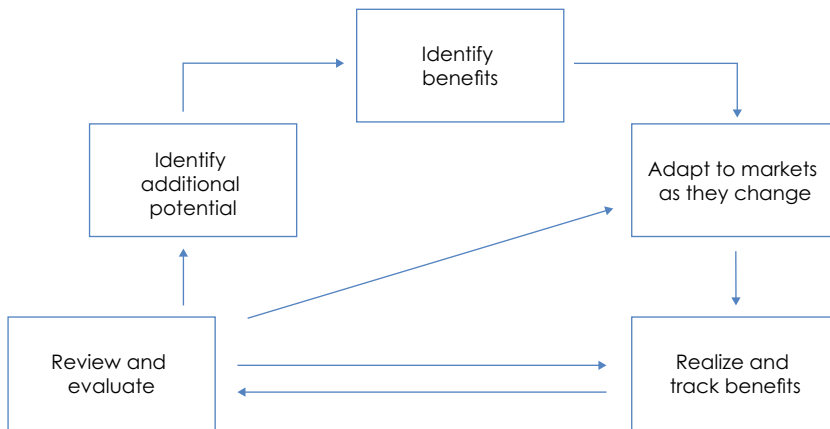 Identify
benefits
Identify
additional
potential
Adapt to markets
as they change
Review and
evaluate
Realize and
track benefits